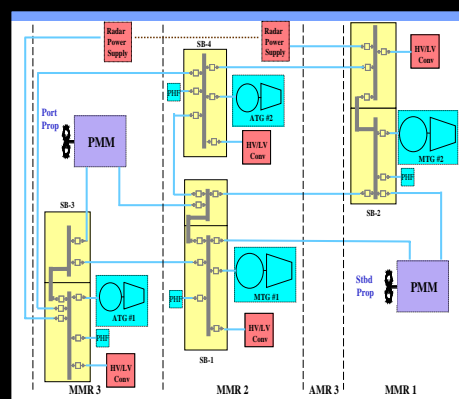 Radar
Power
Supply
Radar
Power
Supply
SB-4
HV/LV
Conv
PHF
ATG #2
Port
Prop
PMM
HV/LV
Conv
MTG #2
PHF
SB-3
SB-2
Stbd
Prop
PMM
MTG #1
PHF
ATG #1
PHF
HV/LV
Conv
SB-1
HV/LV
Conv
MMR 3
MMR 2
AMR 3
MMR 1